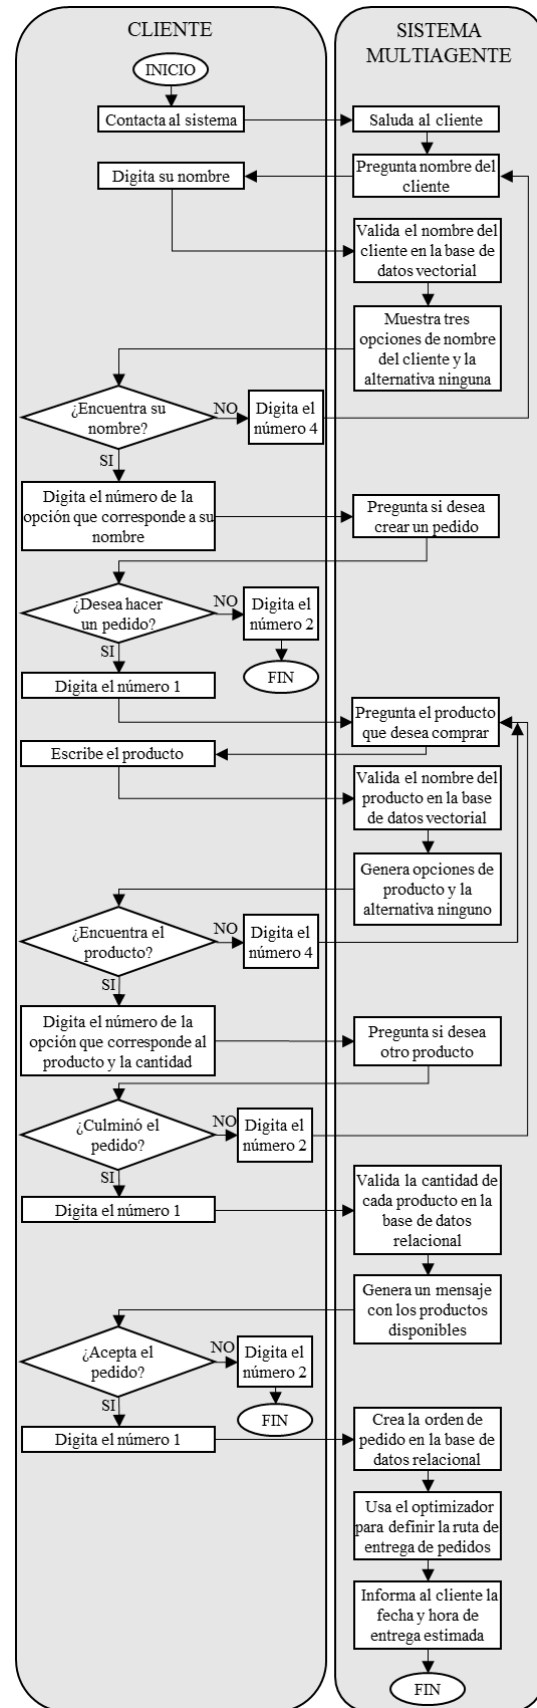 CLIENTE
SISTEMA
MULTIAGENTE
INICIO
Contacta al sistema
Saluda al cliente
Pregunta nombre del
cliente
Digita su nombre
Valida el nombre del
cliente en la base de
datos vectorial
Muestra tres
opciones de nombre
del cliente y la
alternativa ninguna
¿Encuentra su
nombre?
NO
Digita el
número 4
SI
Digita el número de la
opción que corresponde a su
nombre
Pregunta si desea
crear un pedido
¿Desea hacer
un pedido?
NO
Digita el
número 2
FIN
SI
Digita el número 1
Pregunta el producto
que desea comprar
Escribe el producto
Valida el nombre del
producto en la base
de datos vectorial
Genera opciones de
producto y la
alternativa ninguno
¿Encuentra el
producto?
NO
Digita el
número 4
SI
Digita el número de la
opción que corresponde al
producto y la cantidad
Pregunta si desea
otro producto
¿Culminó el
pedido?
NO
Digita el
número 2
SI
Digita el número 1
Valida la cantidad de
cada producto en la
base de datos
relacional
Genera un mensaje
con los productos
disponibles
¿Acepta el
pedido?
NO
Digita el
número 2
FIN
SI
Digita el número 1
Crea la orden de
pedido en la base de
datos relacional
Usa el optimizador
para definir la ruta de
entrega de pedidos
Informa al cliente la
fecha y hora de
entrega estimada
FIN